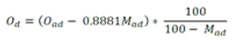 O_d = (O_ad − 0.8881M_ad) * 100 / (100 − M_ad)